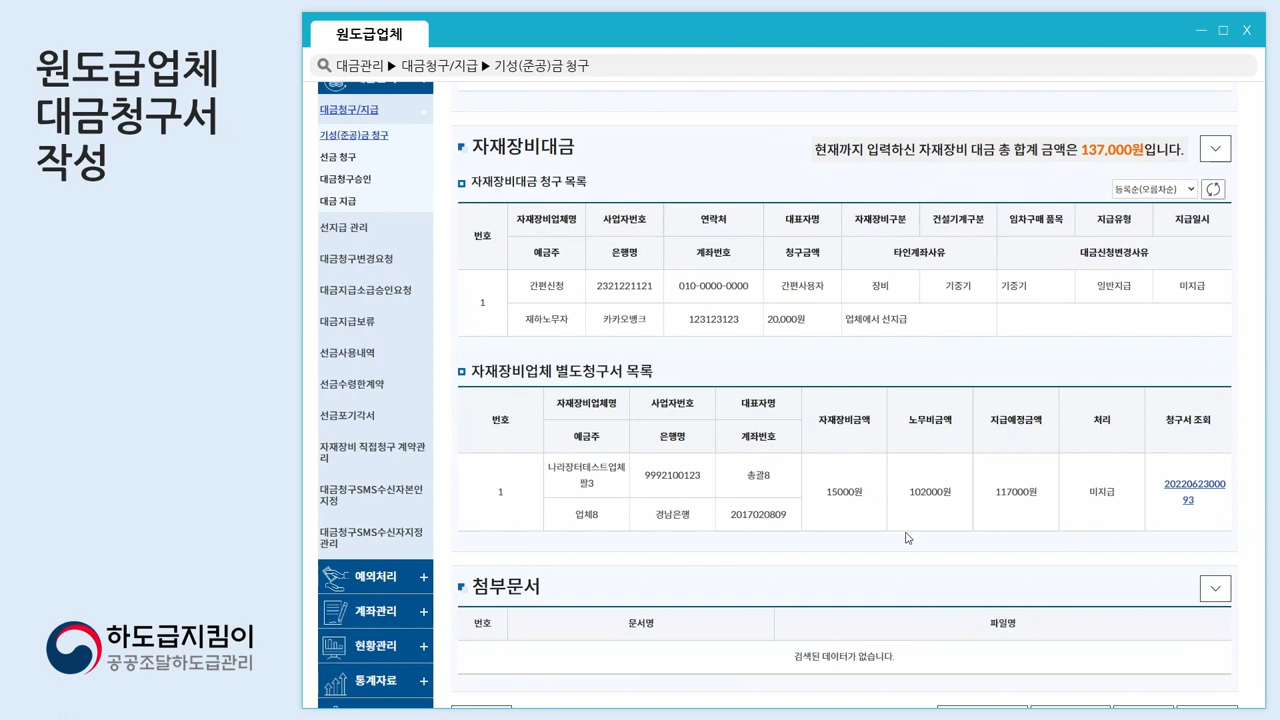 원도급업체
대금청구서
작성
하도급지킴이
공공조달하도급관리
원도급업체
대금관리 ▶ 대금청구/지급 ▶ 기성(준공)금 청구
대금청구/지급
기성(준공)금 청구
선금 청구
대금청구승인
대금 지급
선지급 관리
대금청구변경요청
대금지급소급승인요청
대금지급보류
선금사용내역
선금수령한계약
선금포기각서
자재장비 직접청구 계약관
리
대금청구SMS수신자본인
지정
대금청구SMS수신자지정
관리
예외처리 +
계좌관리 +
현황관리 +
통계자료 +
자재장비대금
현재까지 입력하신 자재장비 대금 총 합계 금액은 137,000원입니다.
자재장비대금 청구 목록
등록순(오름차순)
번호 자재장비업체명 사업자번호 연락처 대표자명 자재장비구분 건설기계구분 임차구매 품목 지급유형 지급일시
예금주 은행명 계좌번호 청구금액 타인계좌사유 대금신청변경사유
1 간편신청 2321221121 010-0000-0000 간편사용자 장비 기중기 기중기 일반지급 미지급
재하노무자 카카오뱅크 123123123 20,000원 업체에서 선지급
자재장비업체 별도청구서 목록
번호 자재장비업체명 사업자번호 대표자명 자재장비금액 노무비금액 지급예정금액 처리 청구서 조회
예금주 은행명 계좌번호
1 나라장터테스트업체 팔3 9992100123 총괄8 15000원 102000원 117000원 미지급 2022062300093
업체8 경남은행 2017020809
첨부문서
번호 문서명 파일명
검색된 데이터가 없습니다.